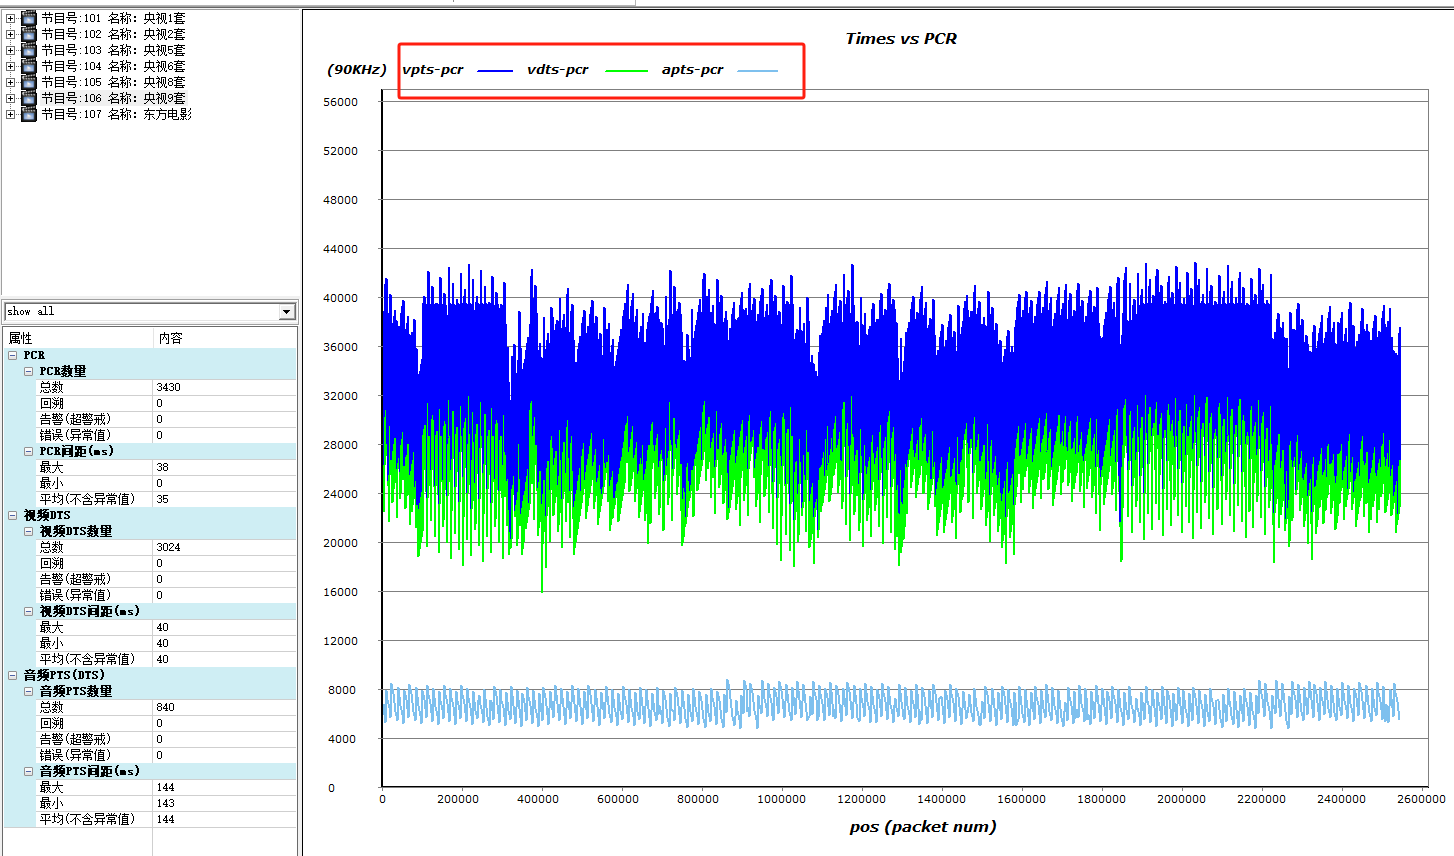 节目号:101 名称: 央视1套
节目号:102 名称: 央视2套
节目号:103 名称: 央视5套
节目号:104 名称: 央视6套
节目号:105 名称: 央视8套
节目号:106 名称: 央视9套
节目号:107 名称: 东方电影
show all
属性 内容
PCR
PCR数量
总数 3430
回溯 0
告警(超警戒) 0
错误(异常值) 0
PCR间距(ms)
最大 38
最小 0
平均(不含异常值) 35
视频DTS
视频DTS数量
总数 3024
回溯 0
告警(超警戒) 0
错误(异常值) 0
视频DTS间距(ms)
最大 40
最小 40
平均(不含异常值) 40
音频PTS(DTS)
音频PTS数量
总数 840
回溯 0
告警(超警戒) 0
错误(异常值) 0
音频PTS间距(ms)
最大 144
最小 143
平均(不含异常值) 144
Times vs PCR
(90KHz) vpts-pcr vdts-pcr apts-pcr
56000
52000
48000
44000
40000
36000
32000
28000
24000
20000
16000
12000
8000
4000
0
0 200000 400000 600000 800000 1000000 1200000 1400000 1600000 1800000 2000000 2200000 2400000 2600000
pos (packet num)